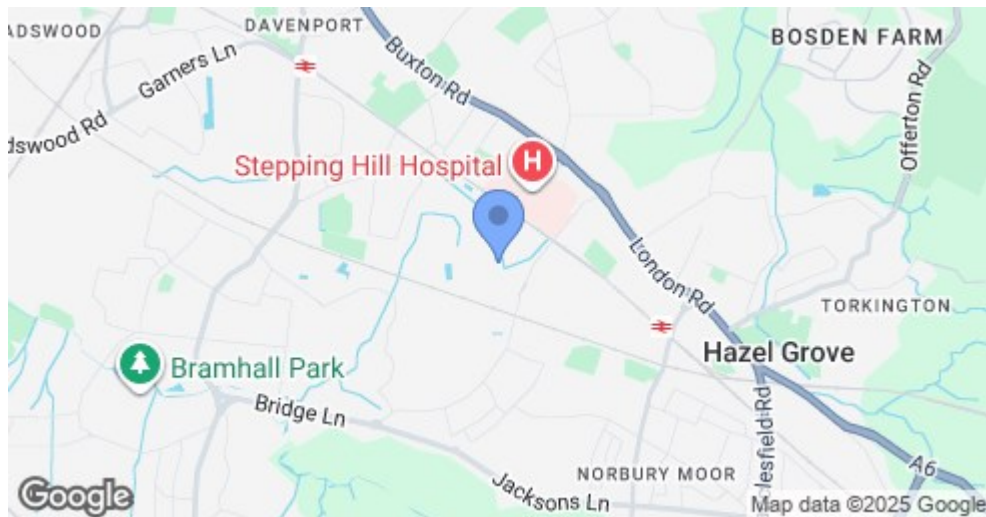 ADSWOOD
DAVENPORT
Garners Ln
dswood Rd
Buxton Rd
BOSDEN FARM
Offerton Rd
Stepping Hill Hospital
H
London Rd
TORKINGTON
Hazel Grove
Bramhall Park
Bridge Ln
Jacksons Ln
NORBURY MOOR
lesfield Rd
A6
Google
Map data ©2025 Google